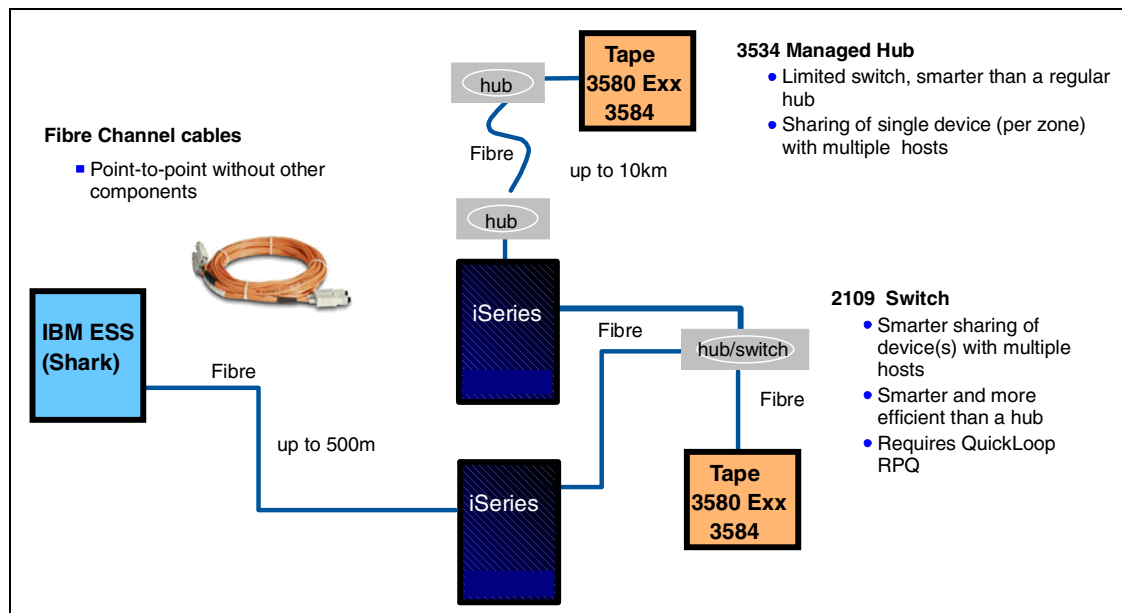 Tape
3580 Exx
3584
hub
3534 Managed Hub
Limited switch, smarter than a regular
hub
Sharing of single device (per zone)
with multiple hosts
Fibre Channel cables
Point-to-point without other
components
Fibre
up to 10km
hub
iSeries
Fibre
hub/switch
Fibre
2109 Switch
Smarter sharing of
device(s) with multiple
hosts
Smarter and more
efficient than a hub
Requires QuickLoop
RPQ
IBM ESS
(Shark)
Fibre
up to 500m
iSeries
Tape
3580 Exx
3584